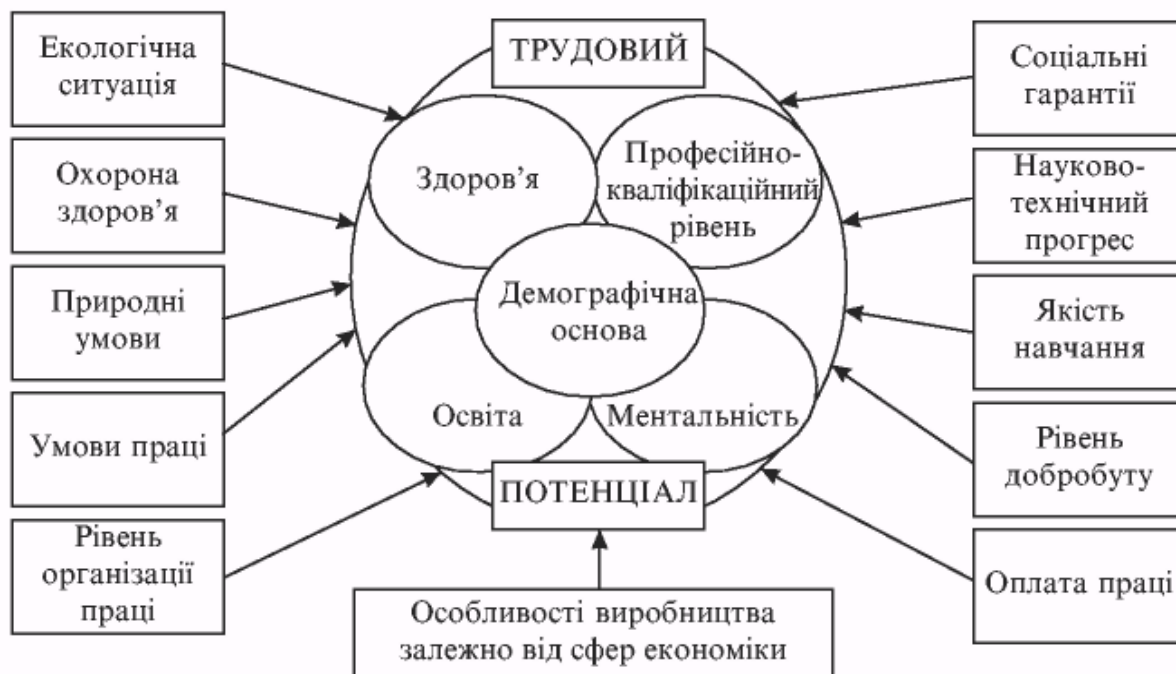 Екологічна
ситуація
Охорона
здоров’я
Природні
умови
Умови праці
Рівень
організації
праці
ТРУДОВИЙ
Здоров’я
Професійно-
кваліфікаційний
рівень
Демографічна
основа
Освіта
Ментальність
ПОТЕНЦІАЛ
Особливості виробництва
залежно від сфер економіки
Соціальні
гарантії
Науково-
технічний
прогрес
Якість
навчання
Рівень
добробуту
Оплата праці